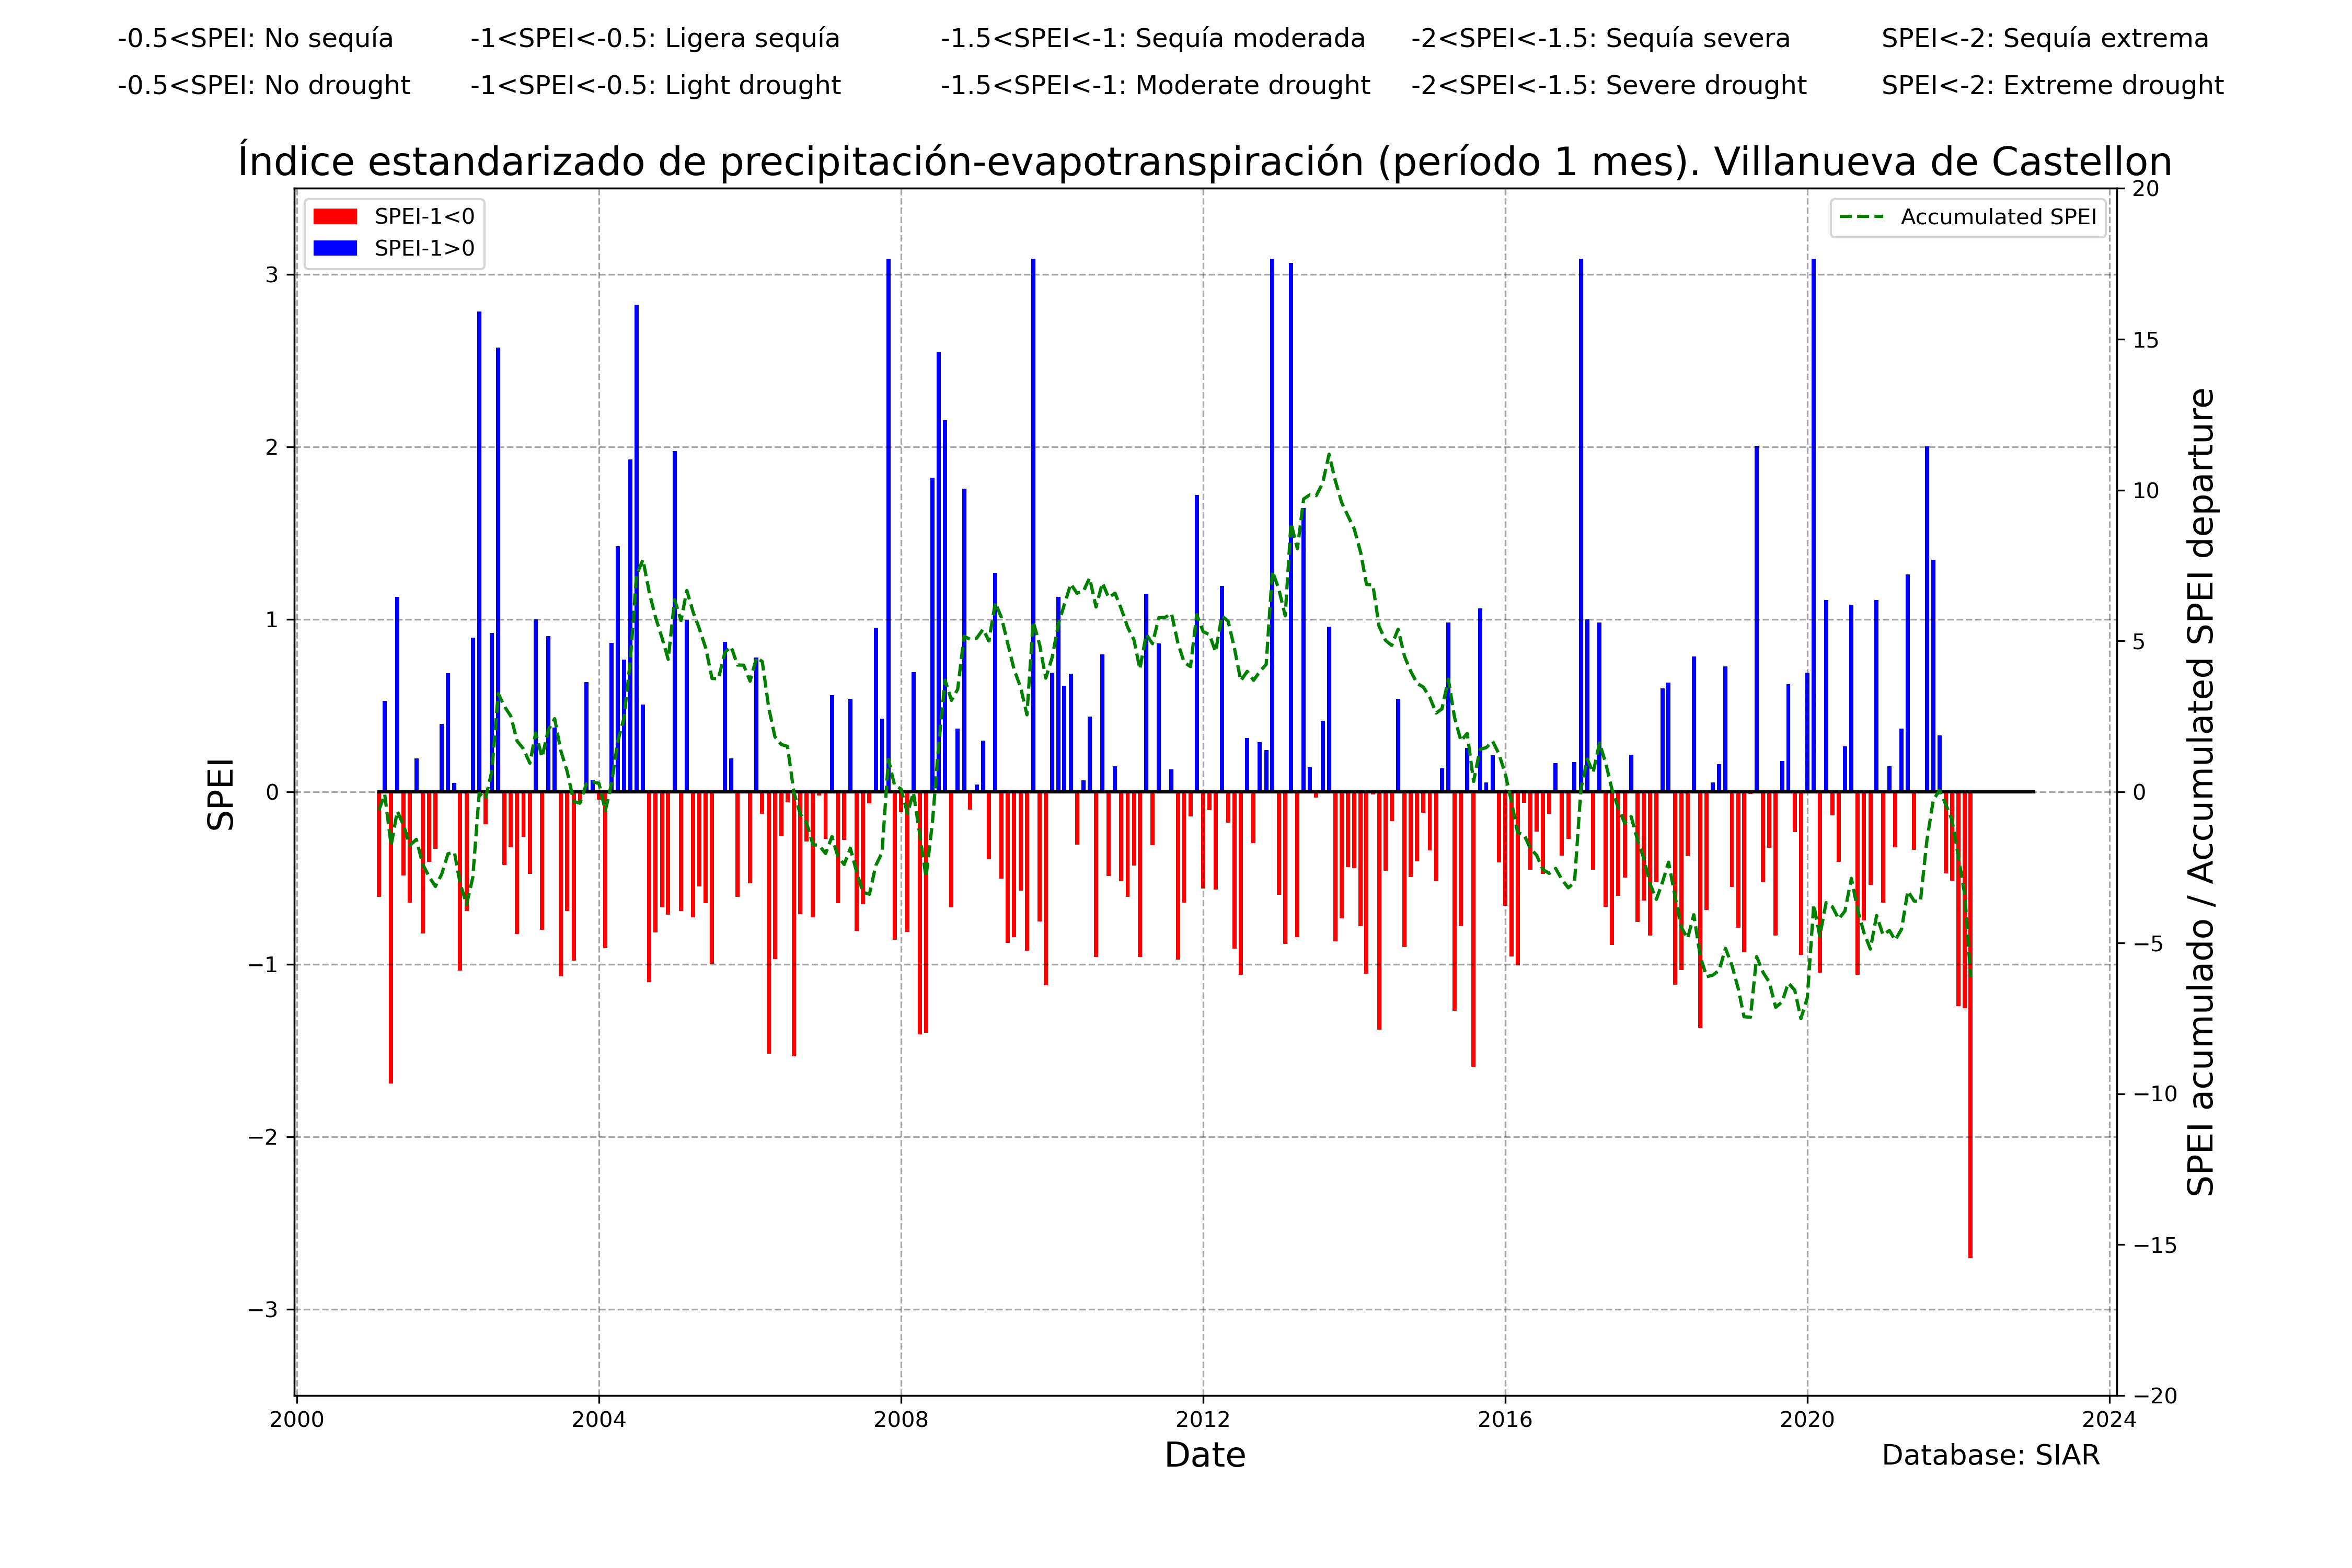 -0.5<SPEI: No sequía
-1<SPEI<-0.5: Ligera sequía
-1.5<SPEI<-1: Sequía moderada
-2<SPEI<-1.5: Sequía severa
SPEI<-2: Sequía extrema
-0.5<SPEI: No drought
-1<SPEI<-0.5: Light drought
-1.5<SPEI<-1: Moderate drought
-2<SPEI<-1.5: Severe drought
SPEI<-2: Extreme drought
Índice estandarizado de precipitación-evapotranspiración (período 1 mes). Villanueva de Castellon
SPEI-1<0
SPEI-1>0
Accumulated SPEI
SPEI
3
2
1
0
−1
−2
−3
20
15
10
5
0
−5
−10
−15
−20
SPEI acumulado / Accumulated SPEI departure
2000
2004
2008
2012
2016
2020
2024
Date
Database: SIAR